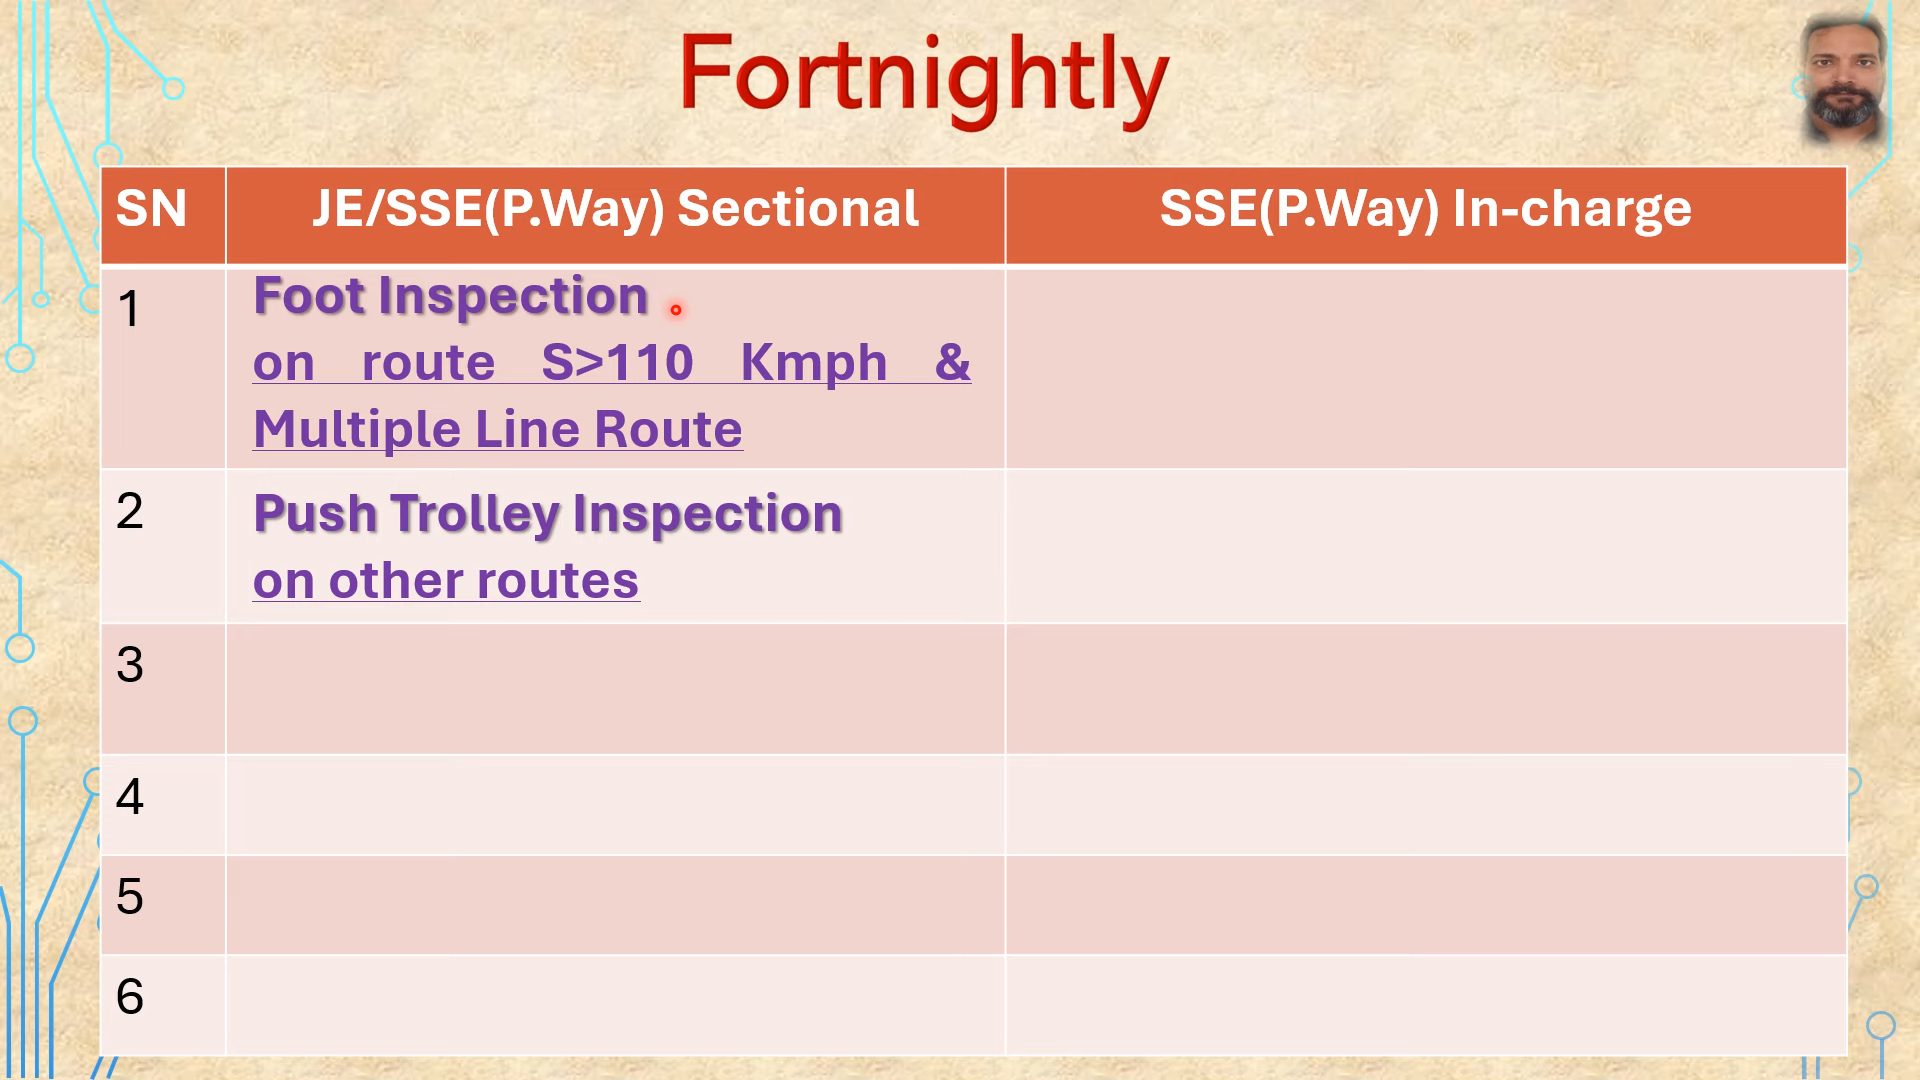 Fortnightly
SN JE/SSE(P.Way) Sectional SSE(P.Way) In-charge
1 Foot Inspection
on route S>110 Kmph &
Multiple Line Route
2 Push Trolley Inspection
on other routes
3
4
5
6